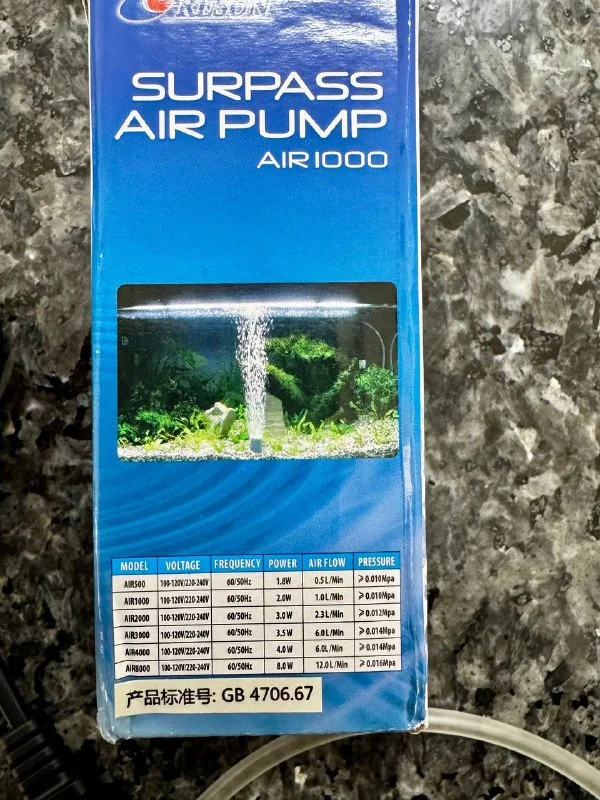 SURPASS
AIR PUMP
AIR1000
MODEL VOLTAGE FREQUENCY POWER AIR FLOW PRESSURE
AIR500 100-120V/220-240V 60/50Hz 1.8W 0.5 L/Min ≥0.010Mpa
AIR1000 100-120V/220-240V 60/50Hz 2.0W 1.0 L/Min ≥0.010Mpa
AIR2000 100-120V/220-240V 60/50Hz 3.0W 2.3 L/Min ≥0.012Mpa
AIR3000 100-120V/220-240V 60/50Hz 3.5W 6.0 L/Min ≥0.014Mpa
AIR4000 100-120V/220-240V 60/50Hz 4.0W 6.0L/Min ≥0.014Mpa
AIR8000 100-120V/220-240V 60/50Hz 8.0W 12.0 L/Min ≥0.016Mpa
产品标准号: GB 4706.67